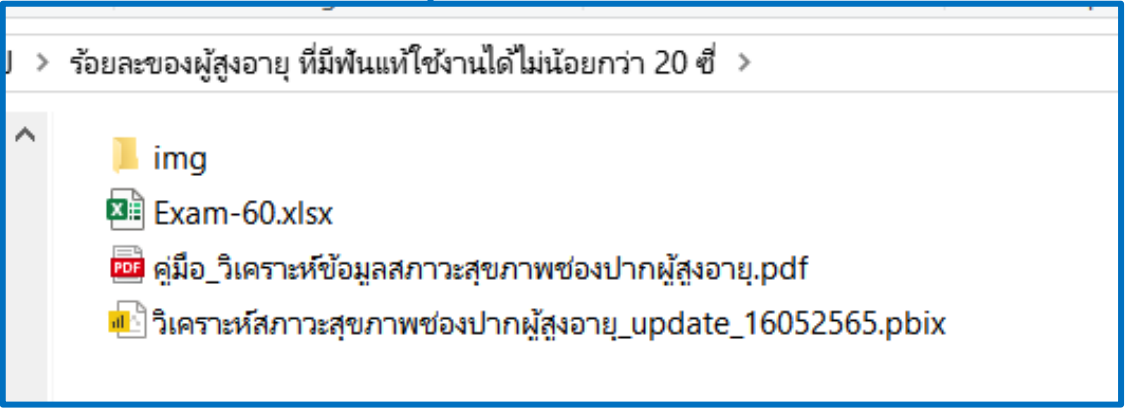 > ร้อยละของผู้สูงอายุ ที่มีฟันแท้ใช้งานได้ไม่น้อยกว่า 20 ซี่ >
img
Exam-60.xlsx
PDF คู่มือ_วิเคราะห์ข้อมูลสภาวะสุขภาพช่องปากผู้สูงอายุ.pdf
วิเคราะห์สภาวะสุขภาพช่องปากผู้สูงอายุ_update_16052565.pbix